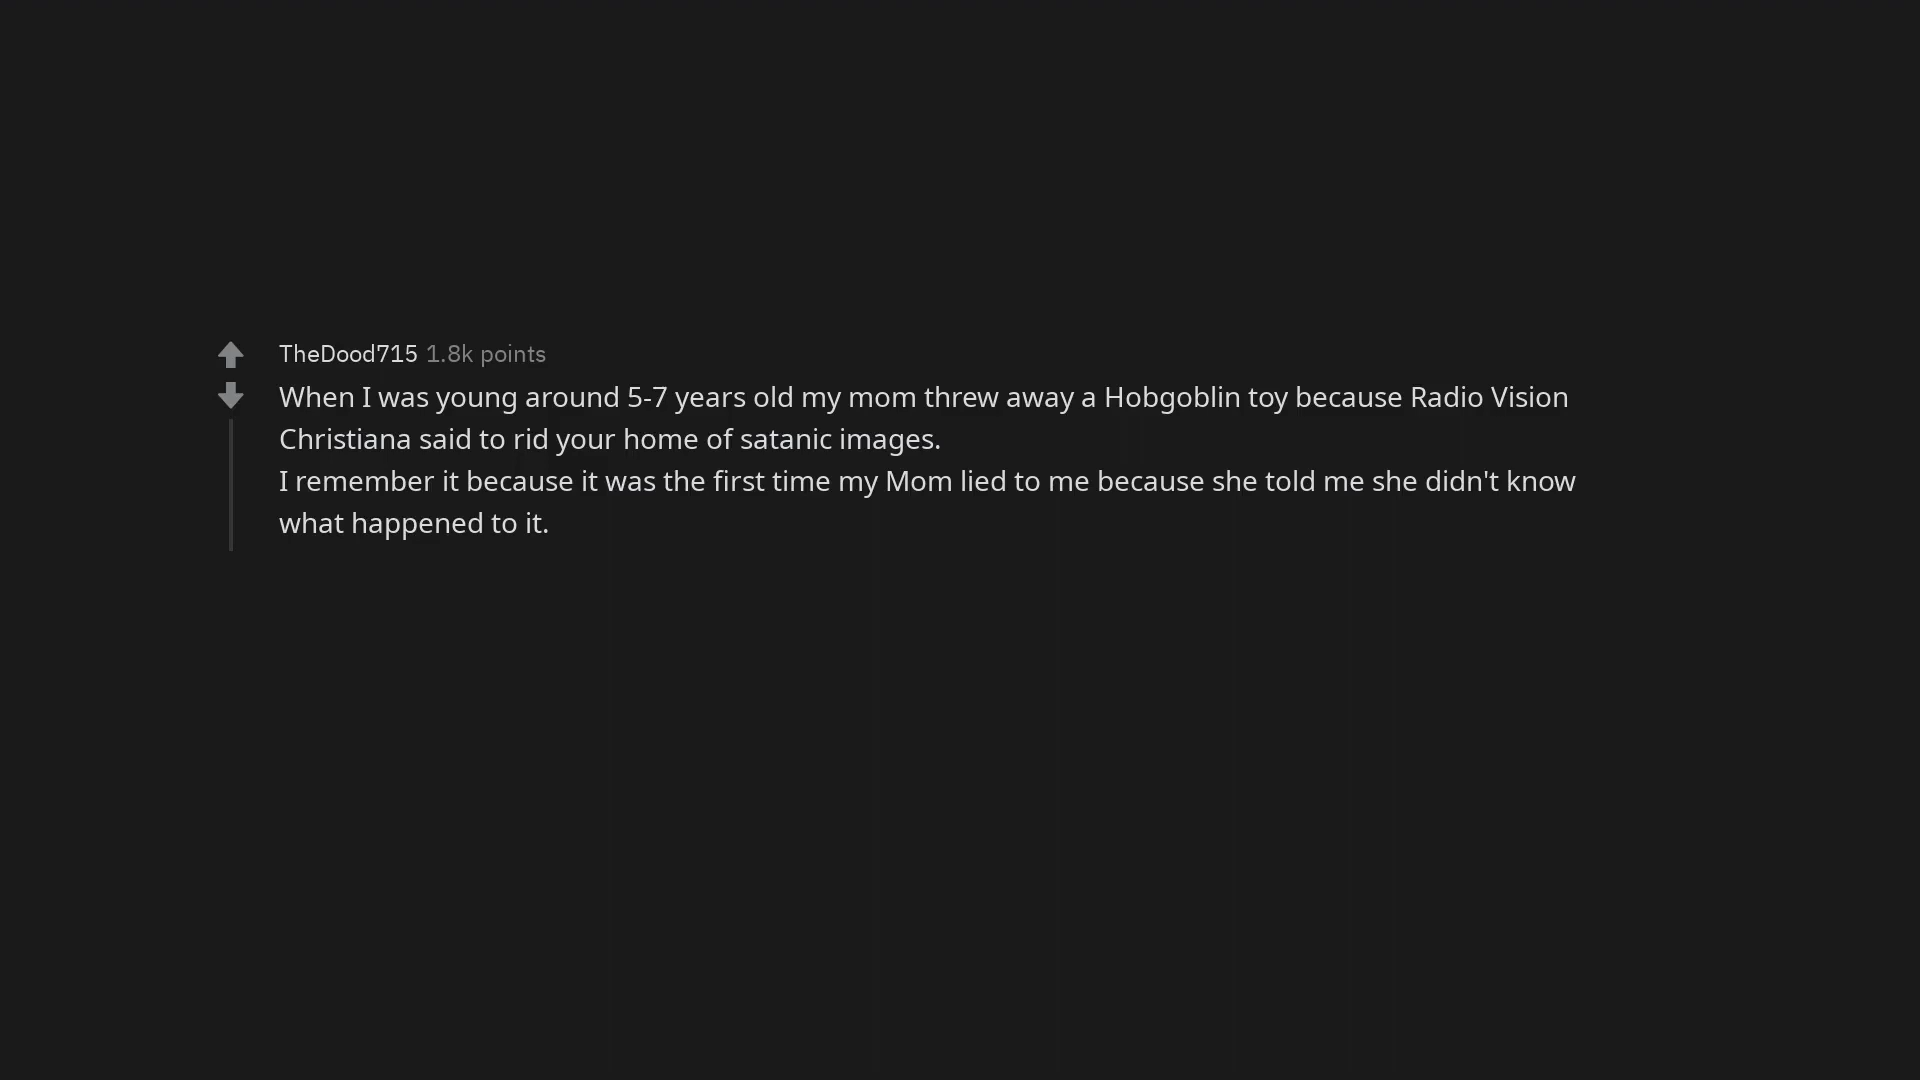 TheDood715 1.8k points
When I was young around 5-7 years old my mom threw away a Hobgoblin toy because Radio Vision
Christiana said to rid your home of satanic images.
I remember it because it was the first time my Mom lied to me because she told me she didn't know
what happened to it.